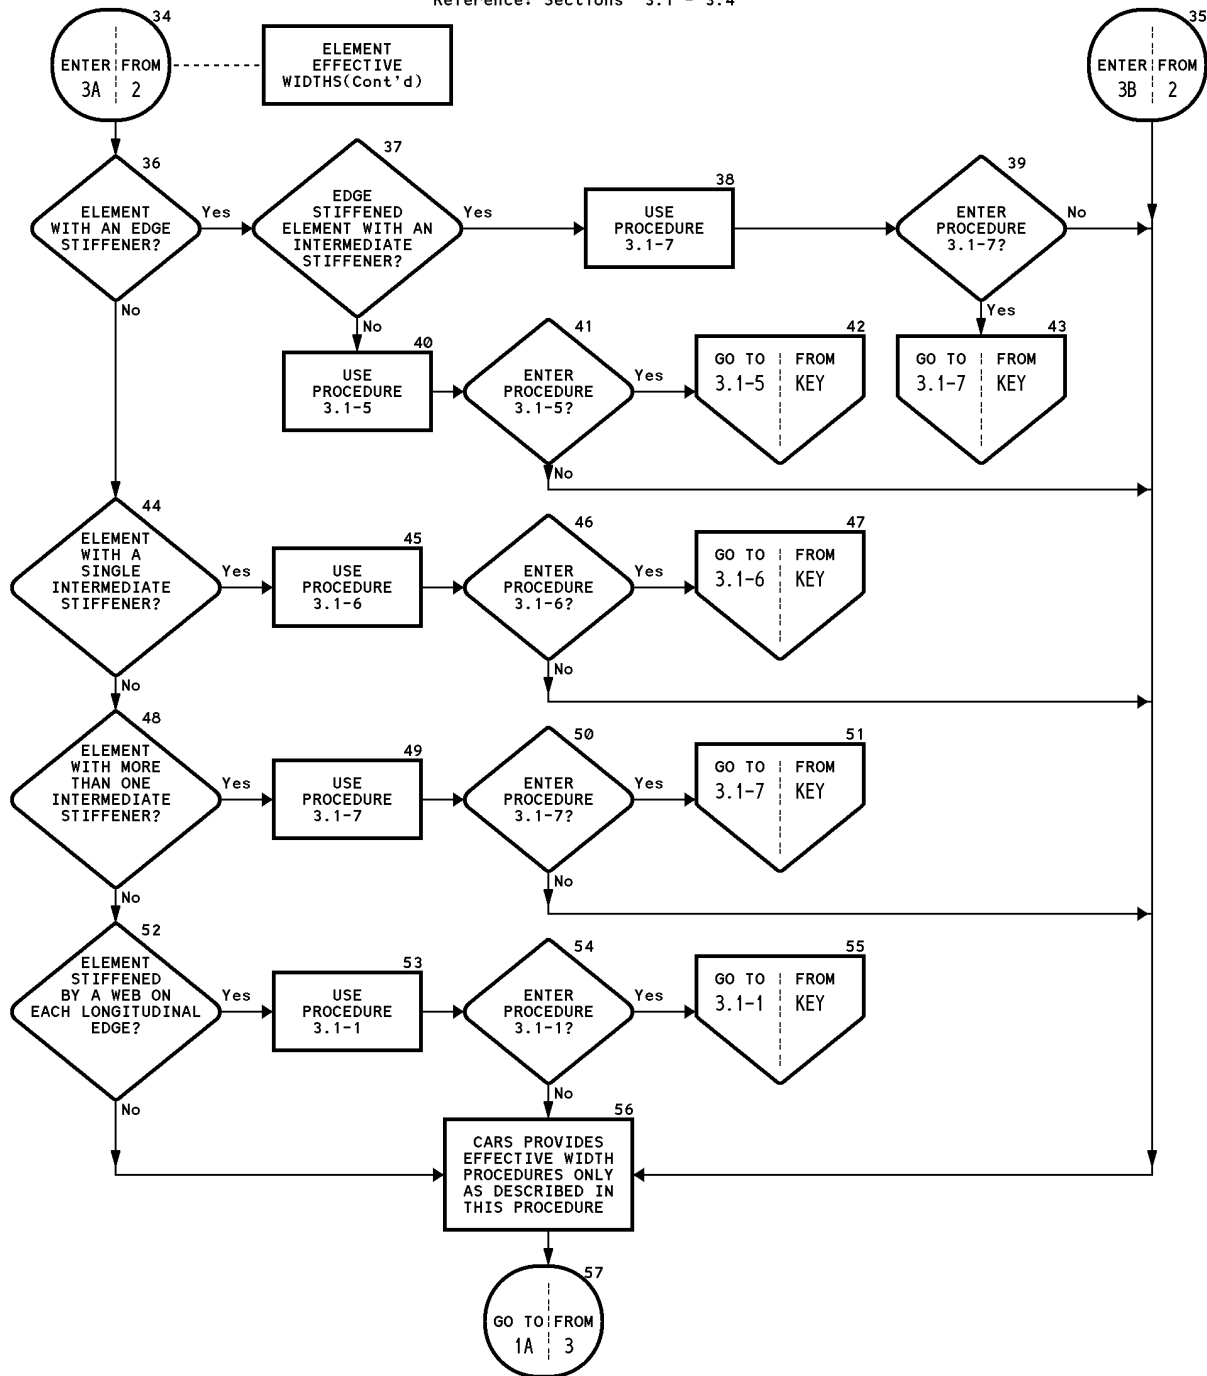 Reference: Sections 3.1 - 3.4
34
ENTER FROM
3A 2
ELEMENT
EFFECTIVE
WIDTHS(Cont'd)
35
ENTER FROM
3B 2
36
ELEMENT
WITH AN EDGE
STIFFENER?
Yes
No
37
EDGE
STIFFENED
ELEMENT WITH AN
INTERMEDIATE
STIFFENER?
Yes
No
38
USE
PROCEDURE
3.1-7
39
ENTER
PROCEDURE
3.1-7?
No
Yes
40
USE
PROCEDURE
3.1-5
41
ENTER
PROCEDURE
3.1-5?
Yes
No
42
GO TO FROM
3.1-5 KEY
43
GO TO FROM
3.1-7 KEY
44
ELEMENT
WITH A
SINGLE
INTERMEDIATE
STIFFENER?
Yes
No
45
USE
PROCEDURE
3.1-6
46
ENTER
PROCEDURE
3.1-6?
Yes
No
47
GO TO FROM
3.1-6 KEY
48
ELEMENT
WITH MORE
THAN ONE
INTERMEDIATE
STIFFENER?
Yes
No
49
USE
PROCEDURE
3.1-7
50
ENTER
PROCEDURE
3.1-7?
Yes
No
51
GO TO FROM
3.1-7 KEY
52
ELEMENT
STIFFENED
BY A WEB ON
EACH LONGITUDINAL
EDGE?
Yes
No
53
USE
PROCEDURE
3.1-1
54
ENTER
PROCEDURE
3.1-1?
Yes
No
55
GO TO FROM
3.1-1 KEY
56
CARS PROVIDES
EFFECTIVE WIDTH
PROCEDURES ONLY
AS DESCRIBED IN
THIS PROCEDURE
57
GO TO FROM
1A 3